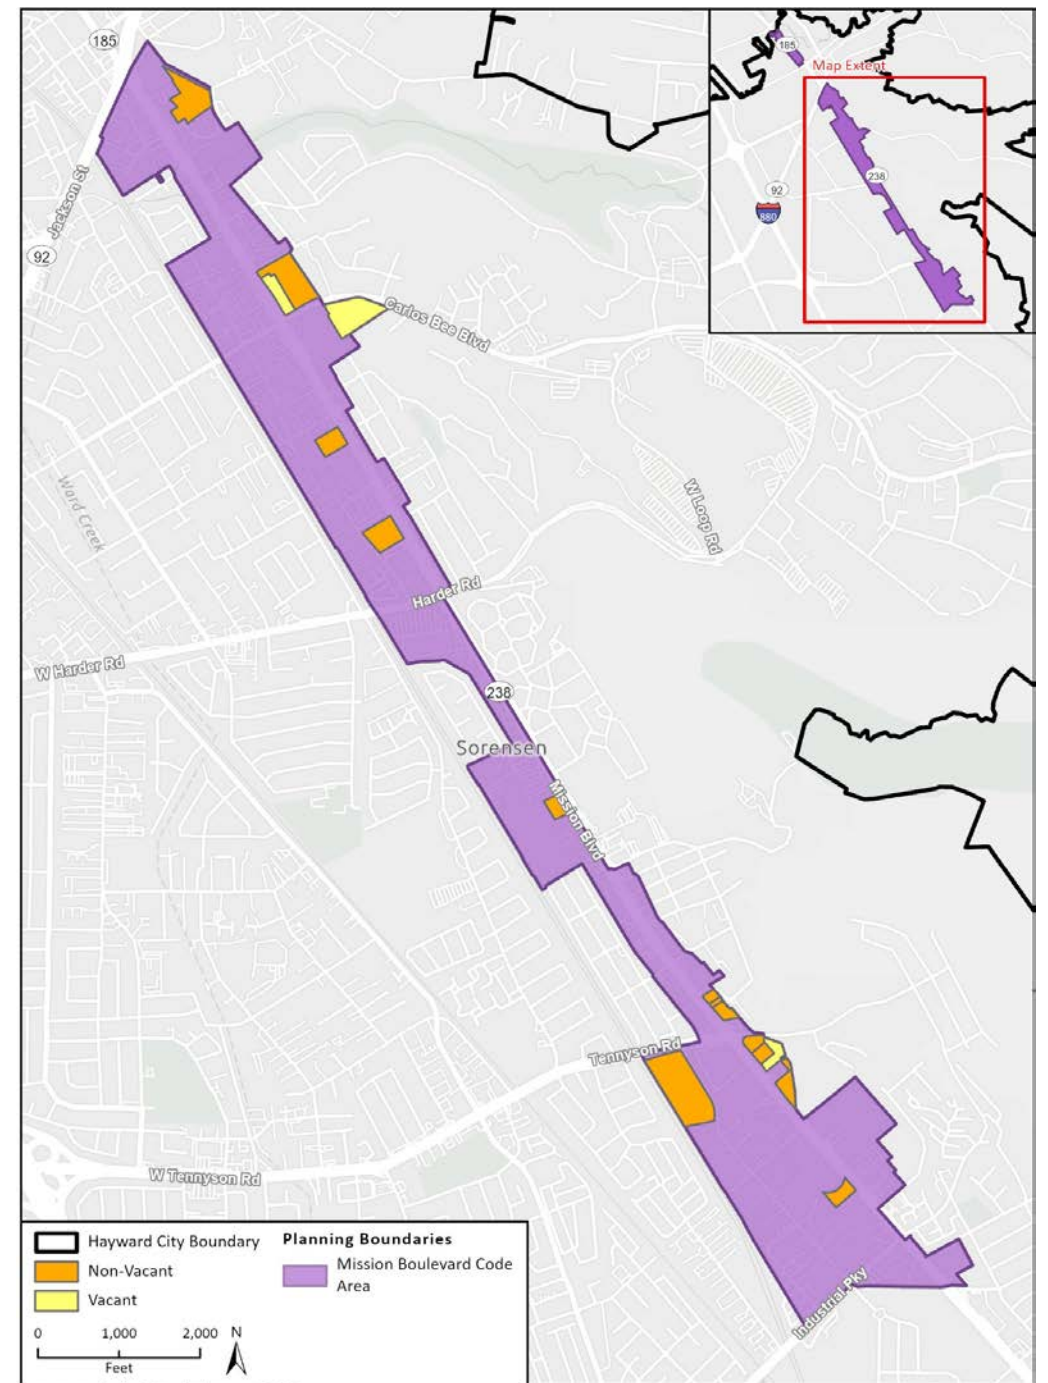 185
Jackson St
92
185
Map Extent
238
92
880
Carlos Bee Blvd
Ward Creek
W Loop Rd
Harder Rd
W Harder Rd
238
Sorensen
Mission Blvd
Tennyson Rd
W Tennyson Rd
Industrial Pky
Hayward City Boundary
Non-Vacant
Vacant
0 1,000 2,000
Feet
N
Planning Boundaries
Mission Boulevard Code
Area